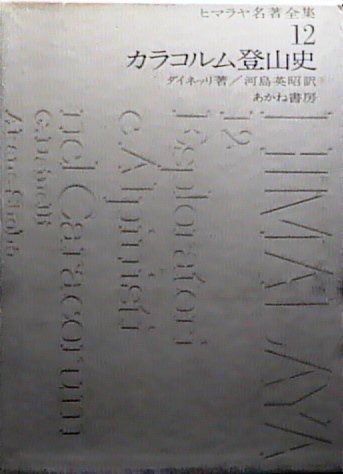 ヒマラヤ名著全集
12
カラコルム登山史
ダイネッリ著／河島英昭訳
あかね書房
HIMALAYA
12
Esploratori
e Alpinisti
nel Caracorum